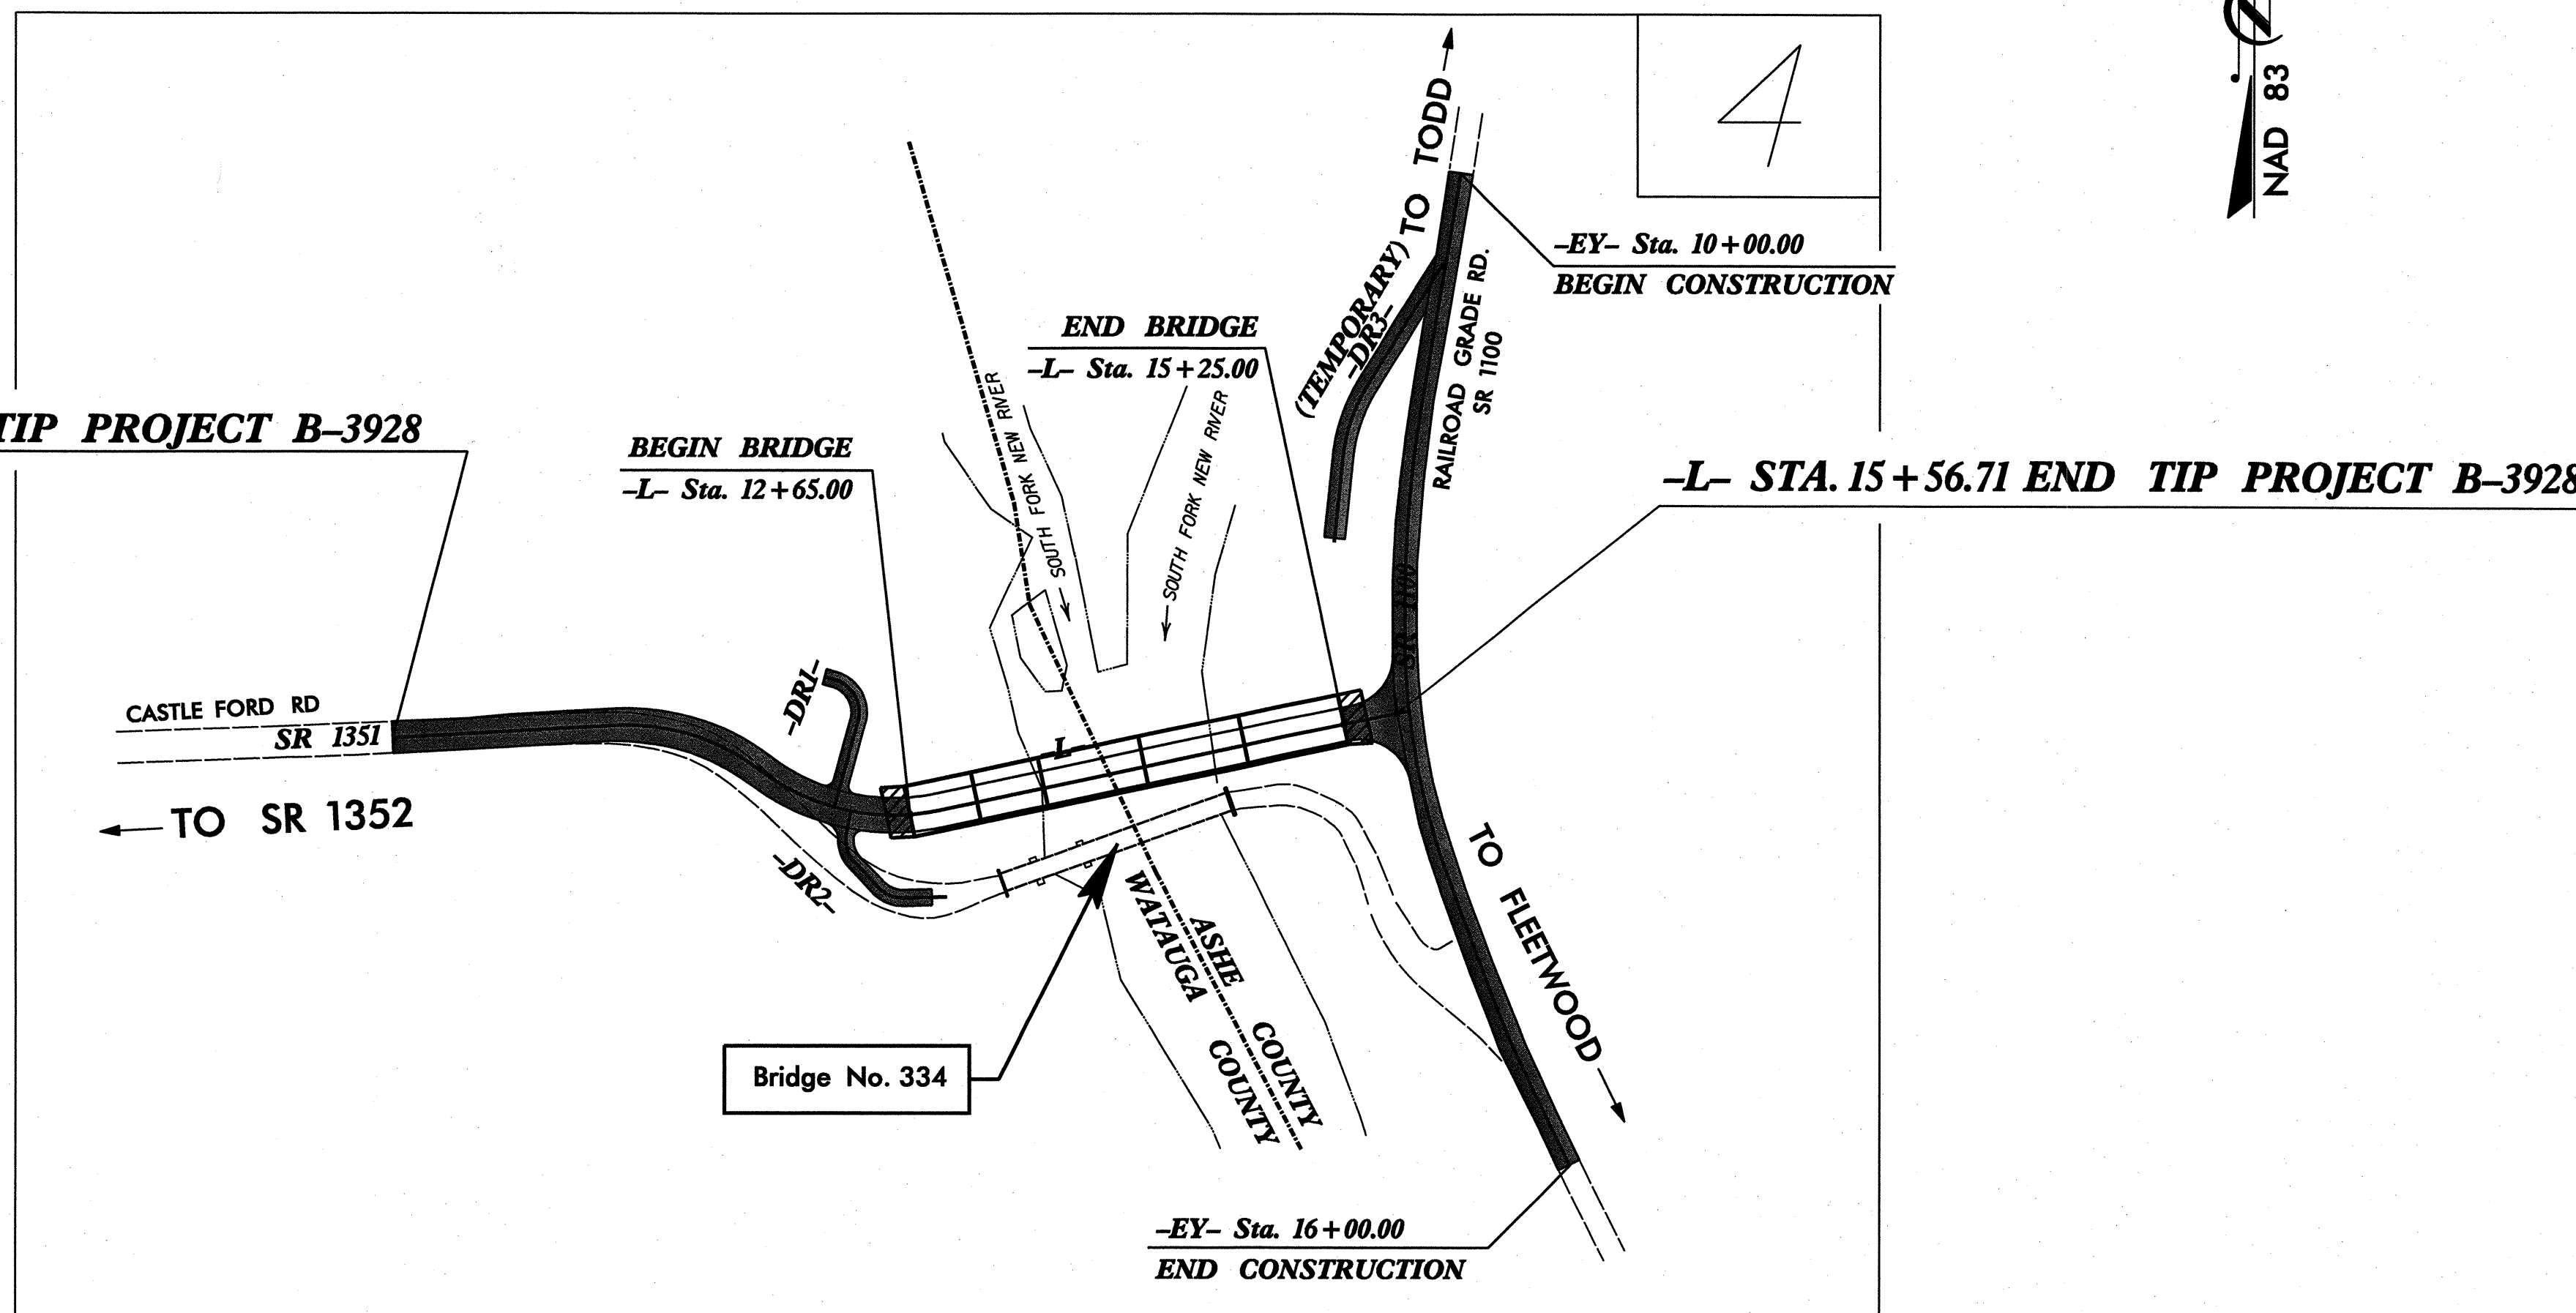 4
NAD 83
TO TODD
-EY- Sta. 10+00.00
BEGIN CONSTRUCTION
(TEMPORARY)
-DR3-
RAILROAD GRADE RD.
SR 1100
END BRIDGE
-L- Sta. 15+25.00
SOUTH FORK NEW RIVER
SOUTH FORK NEW RIVER
TIP PROJECT B-3928
BEGIN BRIDGE
-L- Sta. 12+65.00
-L- STA. 15+56.71 END TIP PROJECT B-3928
SR 1100
-DR1-
CASTLE FORD RD
SR 1351
-L-
TO SR 1352
-DR2-
TO FLEETWOOD
WATAUGA COUNTY
ASHE COUNTY
Bridge No. 334
-EY- Sta. 16+00.00
END CONSTRUCTION